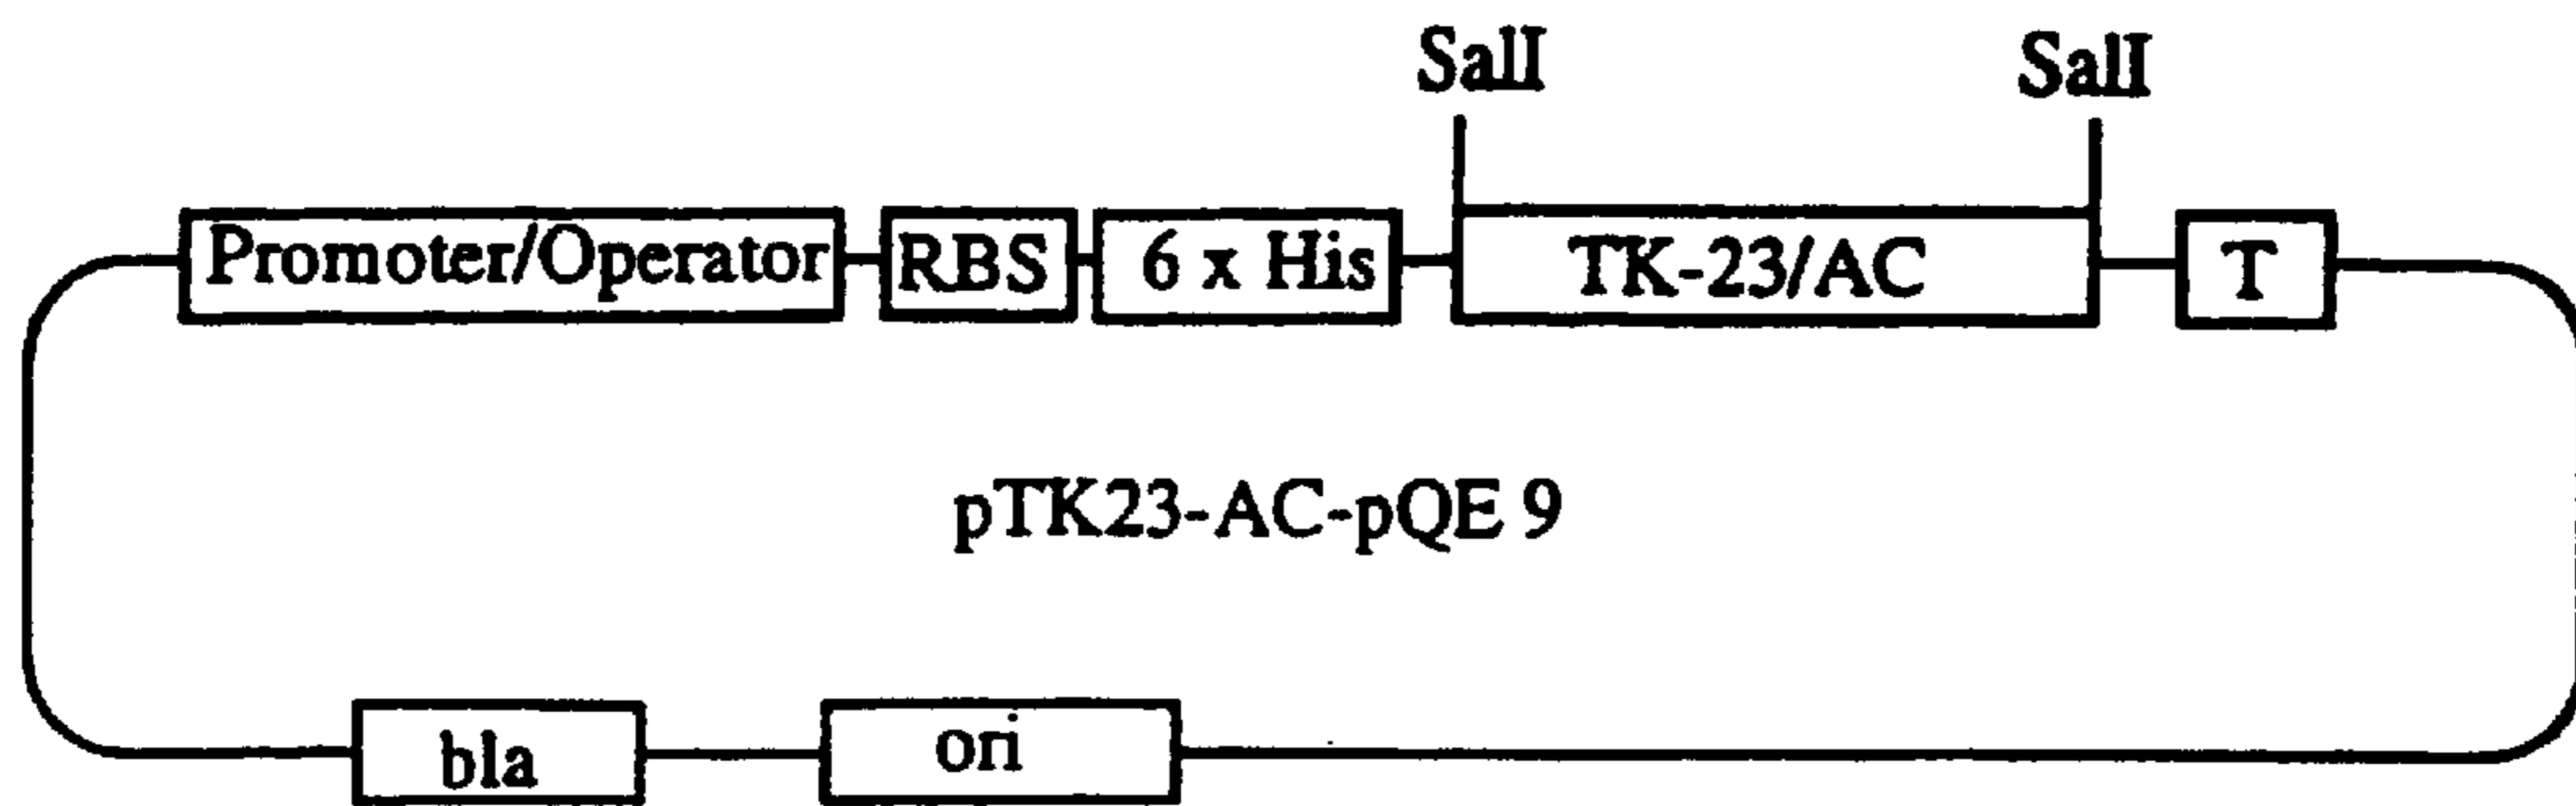 SalI SalI
Promoter/Operator RBS 6 x His TK-23/AC T
pTK23-AC-pQE 9
bla ori